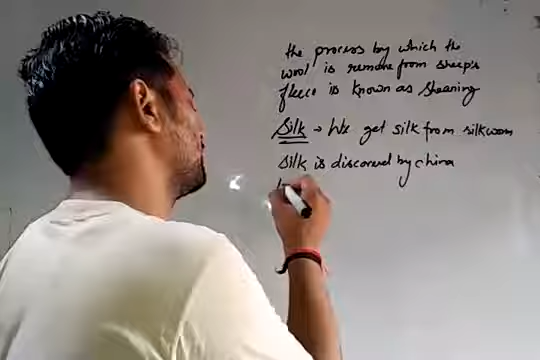 the process by which the
wool is remove from sheep's
fleece is known as Shearing
Silk → We get silk from silkworm
Silk is discovered by china